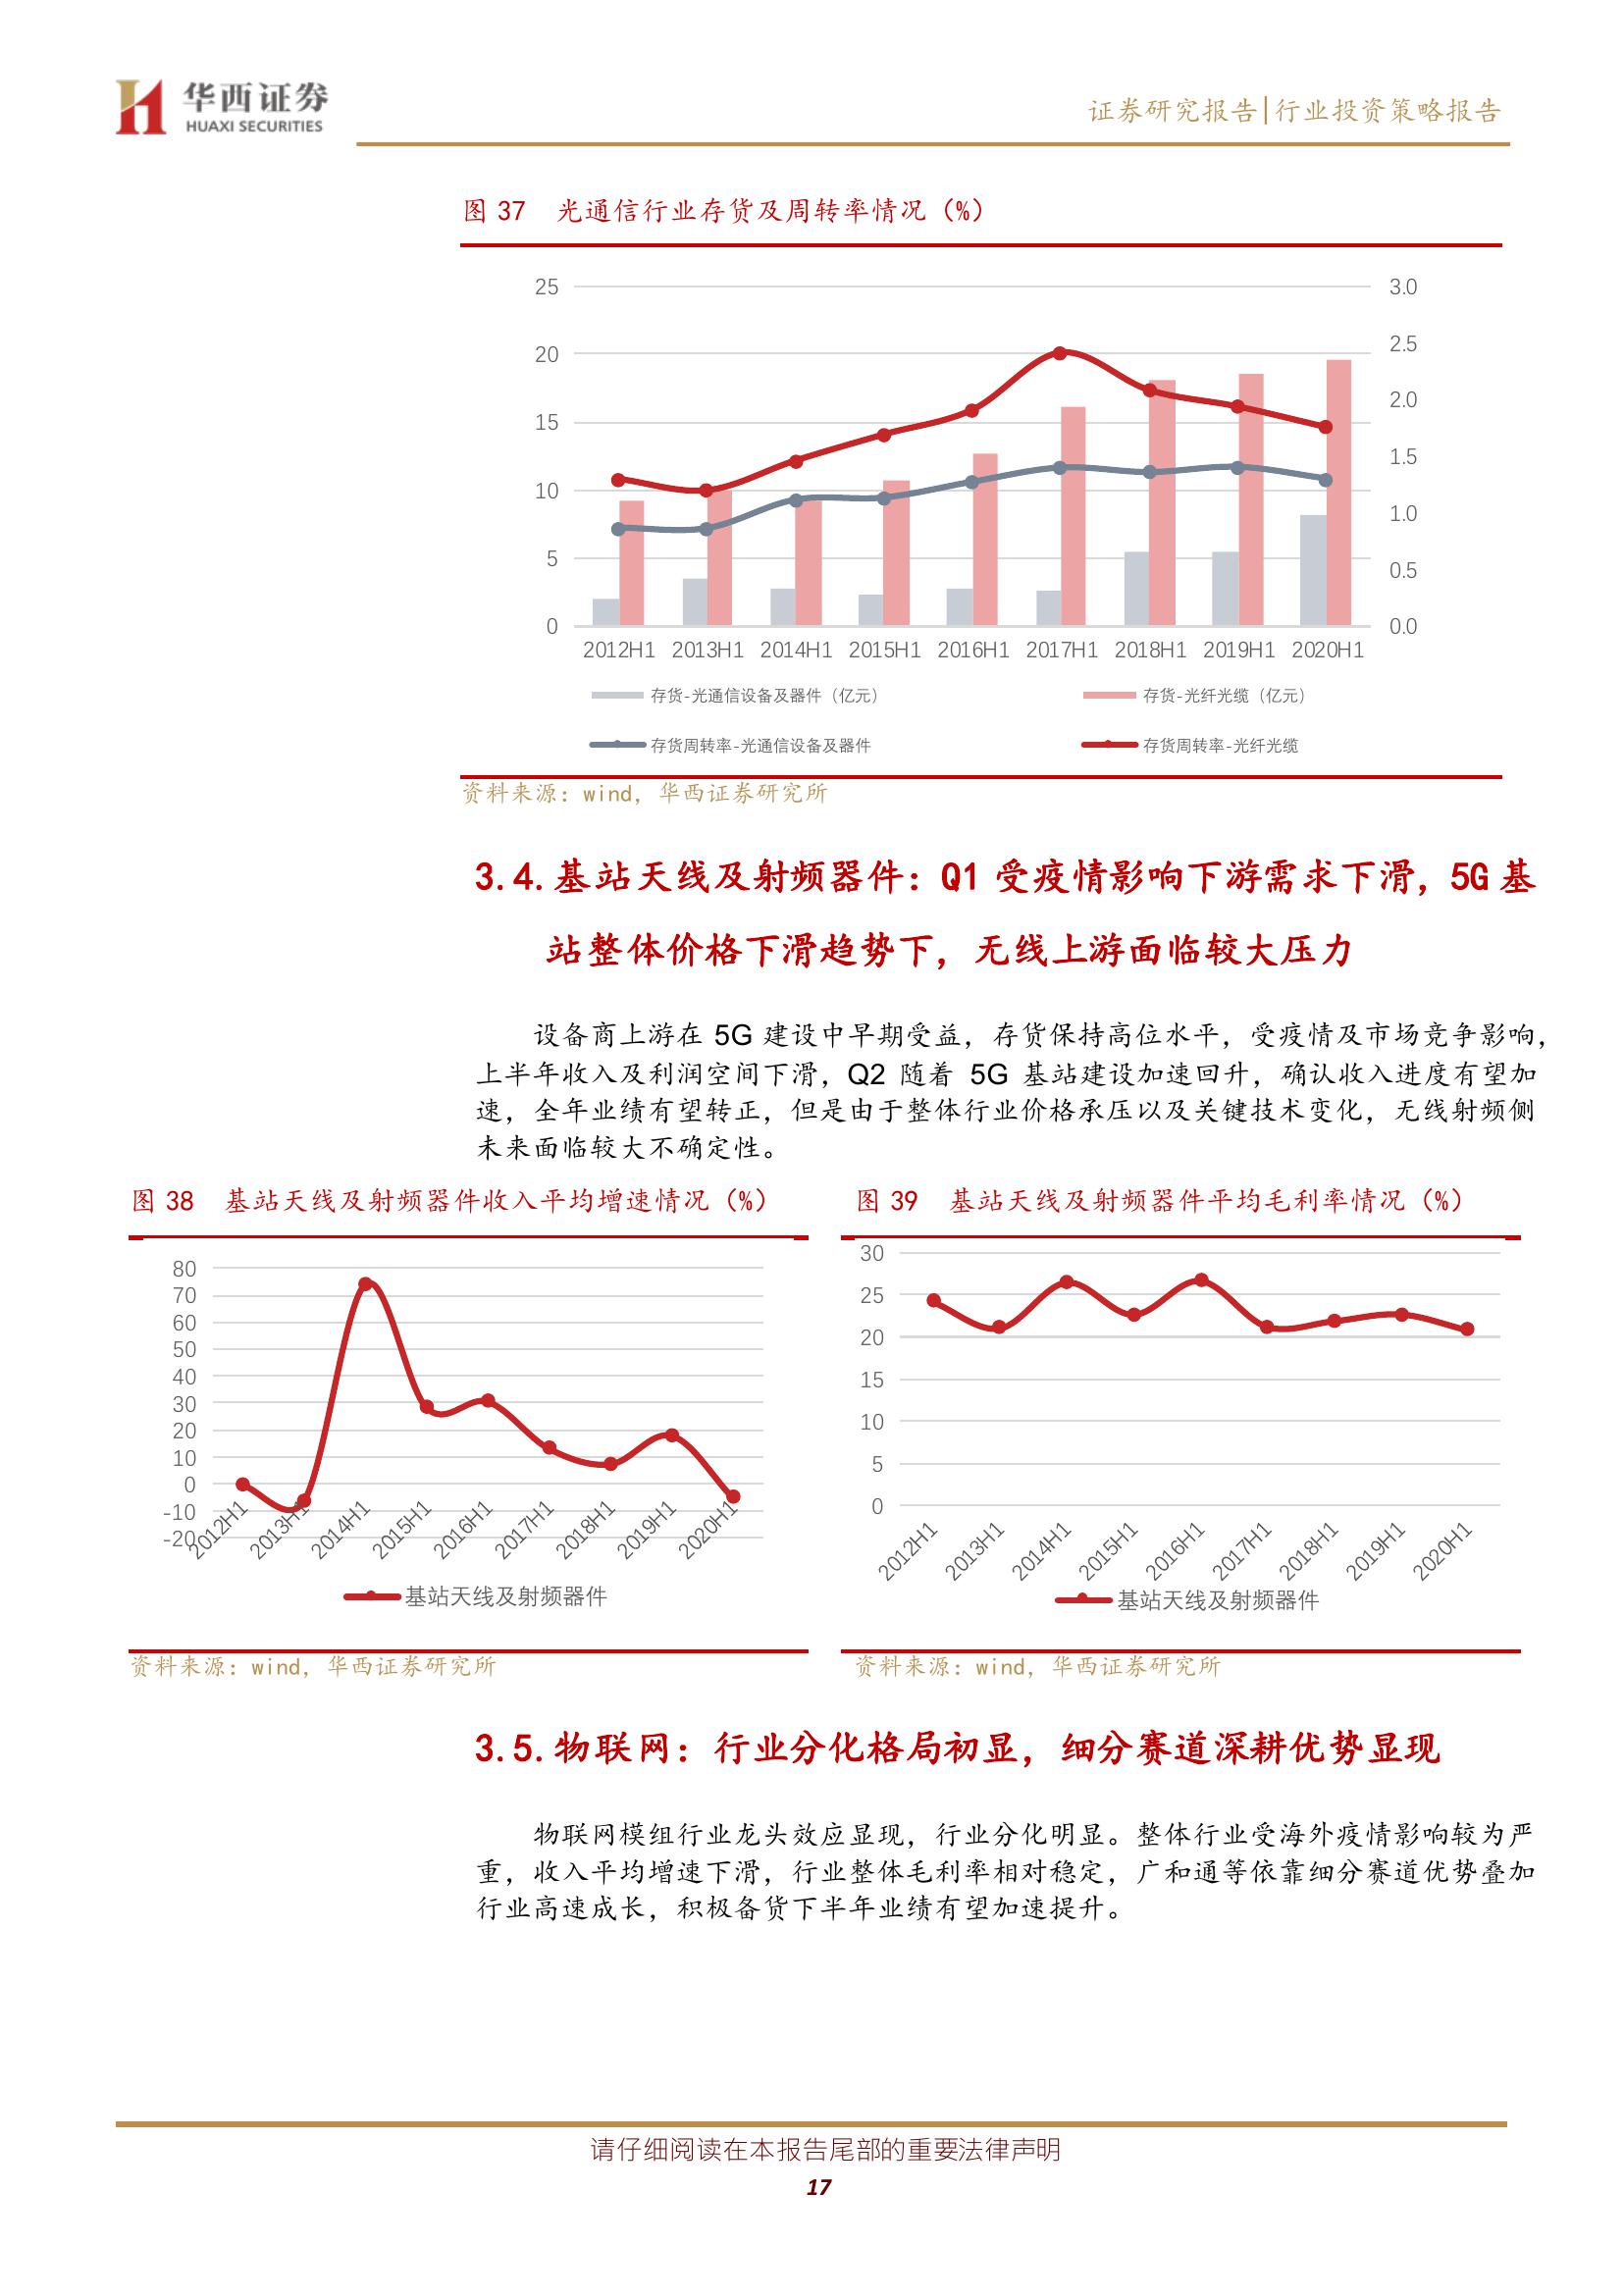 华西证券
HUAXI SECURITIES
证券研究报告|行业投资策略报告
图 37 光通信行业存货及周转率情况（%）
25
20
15
10
5
0
3.0
2.5
2.0
1.5
1.0
0.5
0.0
2012H1 2013H1 2014H1 2015H1 2016H1 2017H1 2018H1 2019H1 2020H1
存货-光通信设备及器件（亿元） 存货-光纤光缆（亿元）
存货周转率-光通信设备及器件 存货周转率-光纤光缆
资料来源：wind，华西证券研究所
3.4.基站天线及射频器件：Q1 受疫情影响下游需求下滑，5G 基
站整体价格下滑趋势下，无线上游面临较大压力
设备商上游在 5G 建设中早期受益，存货保持高位水平，受疫情及市场竞争影响，
上半年收入及利润空间下滑，Q2 随着 5G 基站建设加速回升，确认收入进度有望加
速，全年业绩有望转正，但是由于整体行业价格承压以及关键技术变化，无线射频侧
未来面临较大不确定性。
图 38 基站天线及射频器件收入平均增速情况（%）
80
70
60
50
40
30
20
10
0
-10
-20
2012H1 2013H1 2014H1 2015H1 2016H1 2017H1 2018H1 2019H1 2020H1
基站天线及射频器件
资料来源：wind，华西证券研究所
图 39 基站天线及射频器件平均毛利率情况（%）
30
25
20
15
10
5
0
2012H1 2013H1 2014H1 2015H1 2016H1 2017H1 2018H1 2019H1 2020H1
基站天线及射频器件
资料来源：wind，华西证券研究所
3.5.物联网：行业分化格局初显，细分赛道深耕优势显现
物联网模组行业龙头效应显现，行业分化明显。整体行业受海外疫情影响较为严
重，收入平均增速下滑，行业整体毛利率相对稳定，广和通等依靠细分赛道优势叠加
行业高速成长，积极备货下半年业绩有望加速提升。
请仔细阅读在本报告尾部的重要法律声明
17